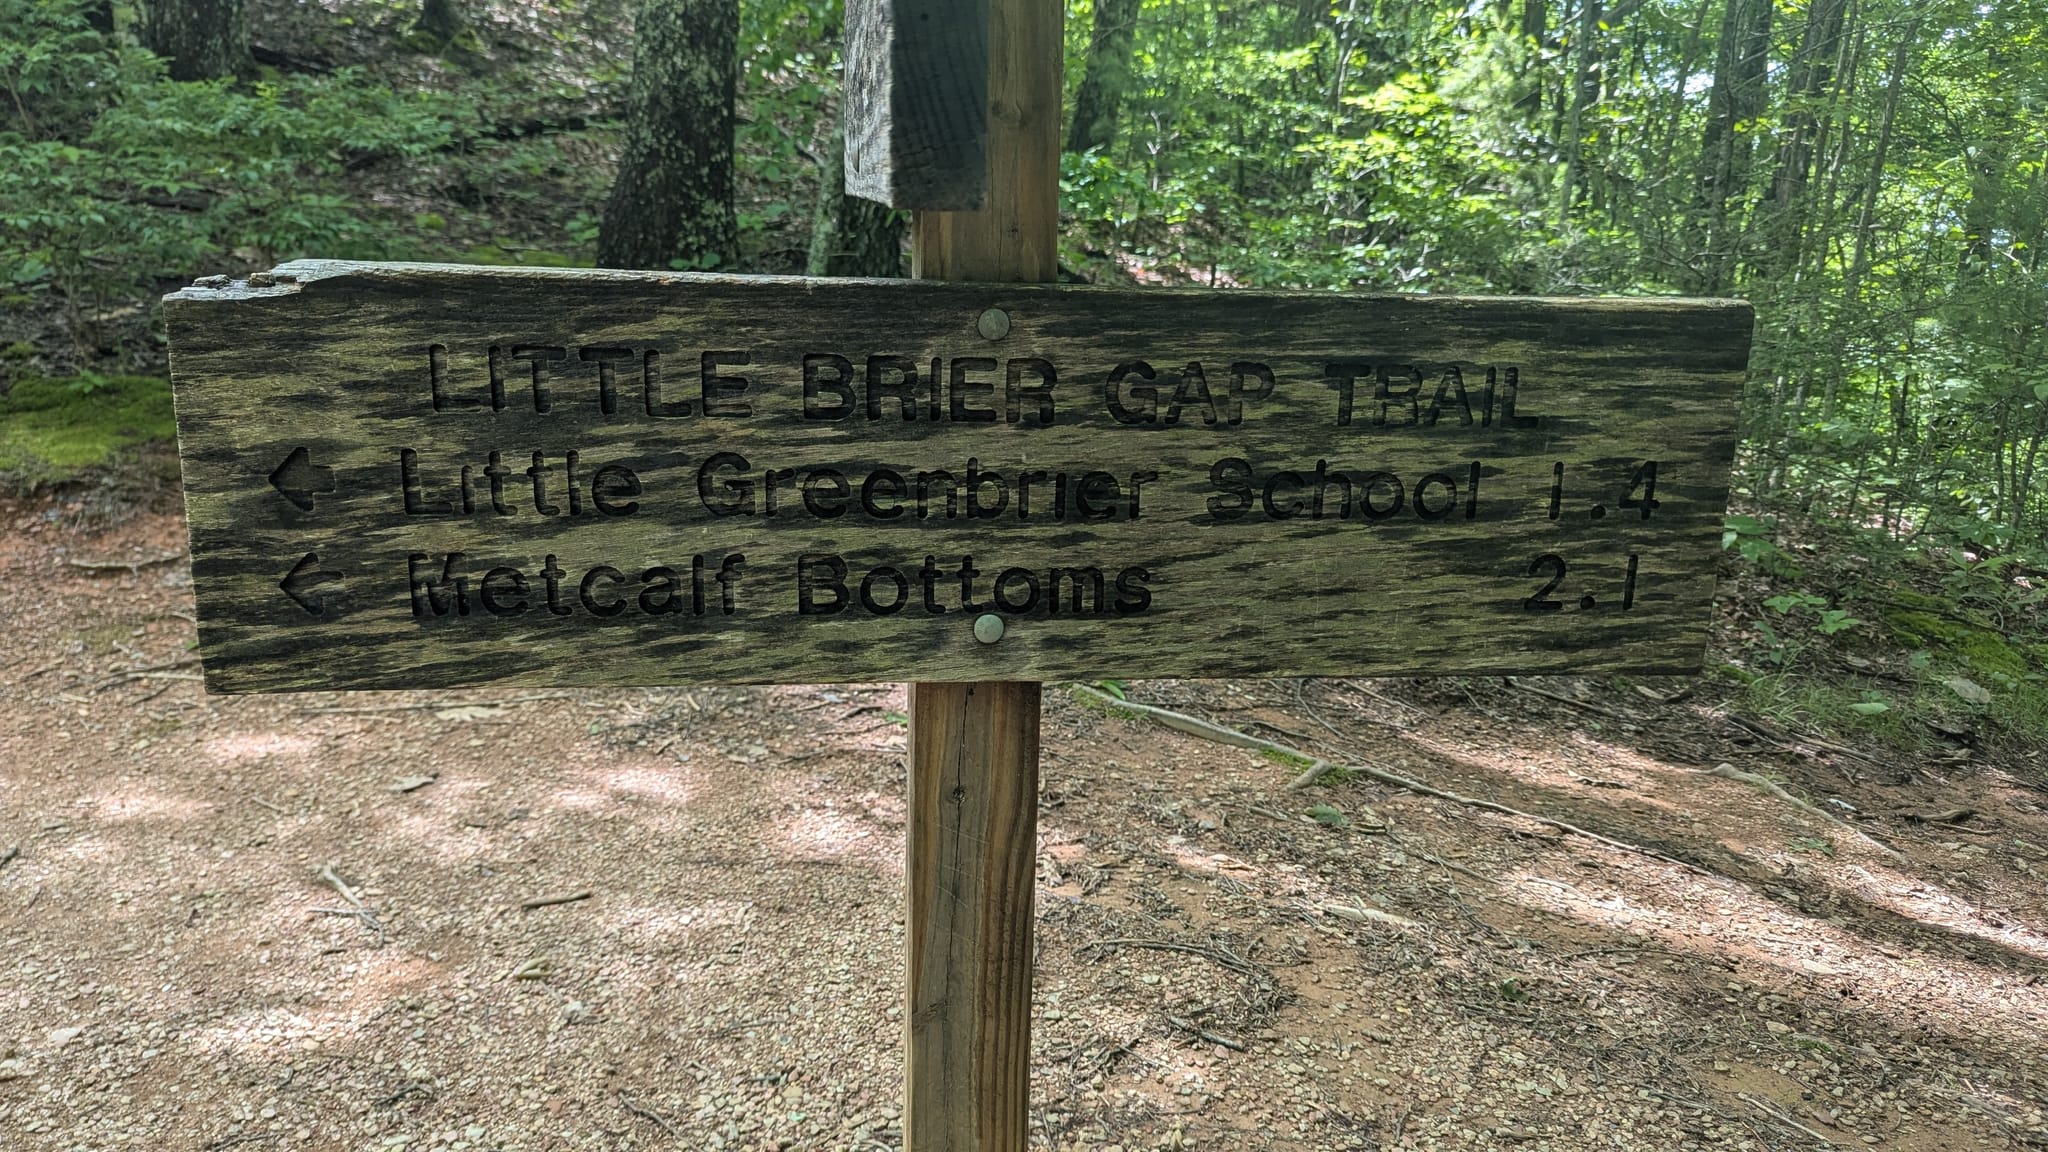 LITTLE BRIER GAP TRAIL
← Little Greenbrier School 1.4
← Metcalf Bottoms 2.1